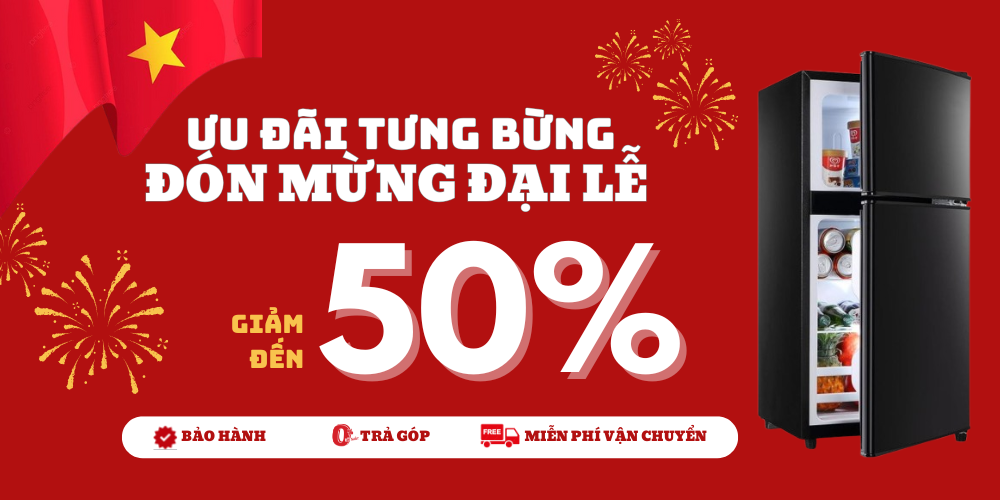 ƯU ĐÃI TƯNG BỪNG
ĐÓN MỪNG ĐẠI LỄ
GIẢM
ĐẾN
50%
BẢO HÀNH
0% TRẢ GÓP
FREE MIỄN PHÍ VẬN CHUYỂN